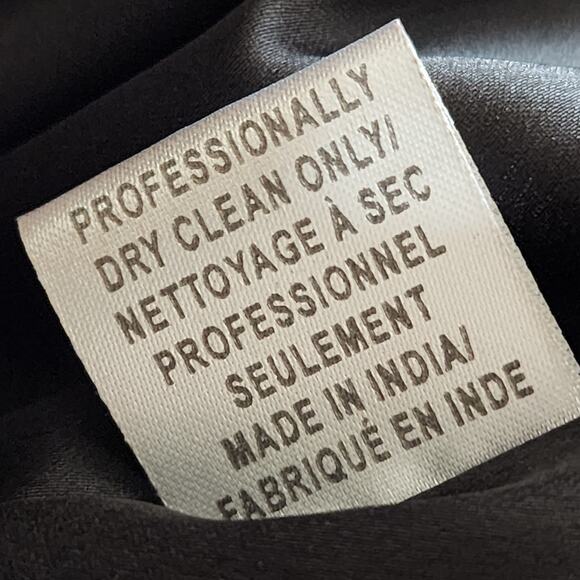 PROFESSIONALLY
DRY CLEAN ONLY/
NETTOYAGE À SEC
PROFESSIONNEL
SEULEMENT
MADE IN INDIA/
FABRIQUÉ EN INDE